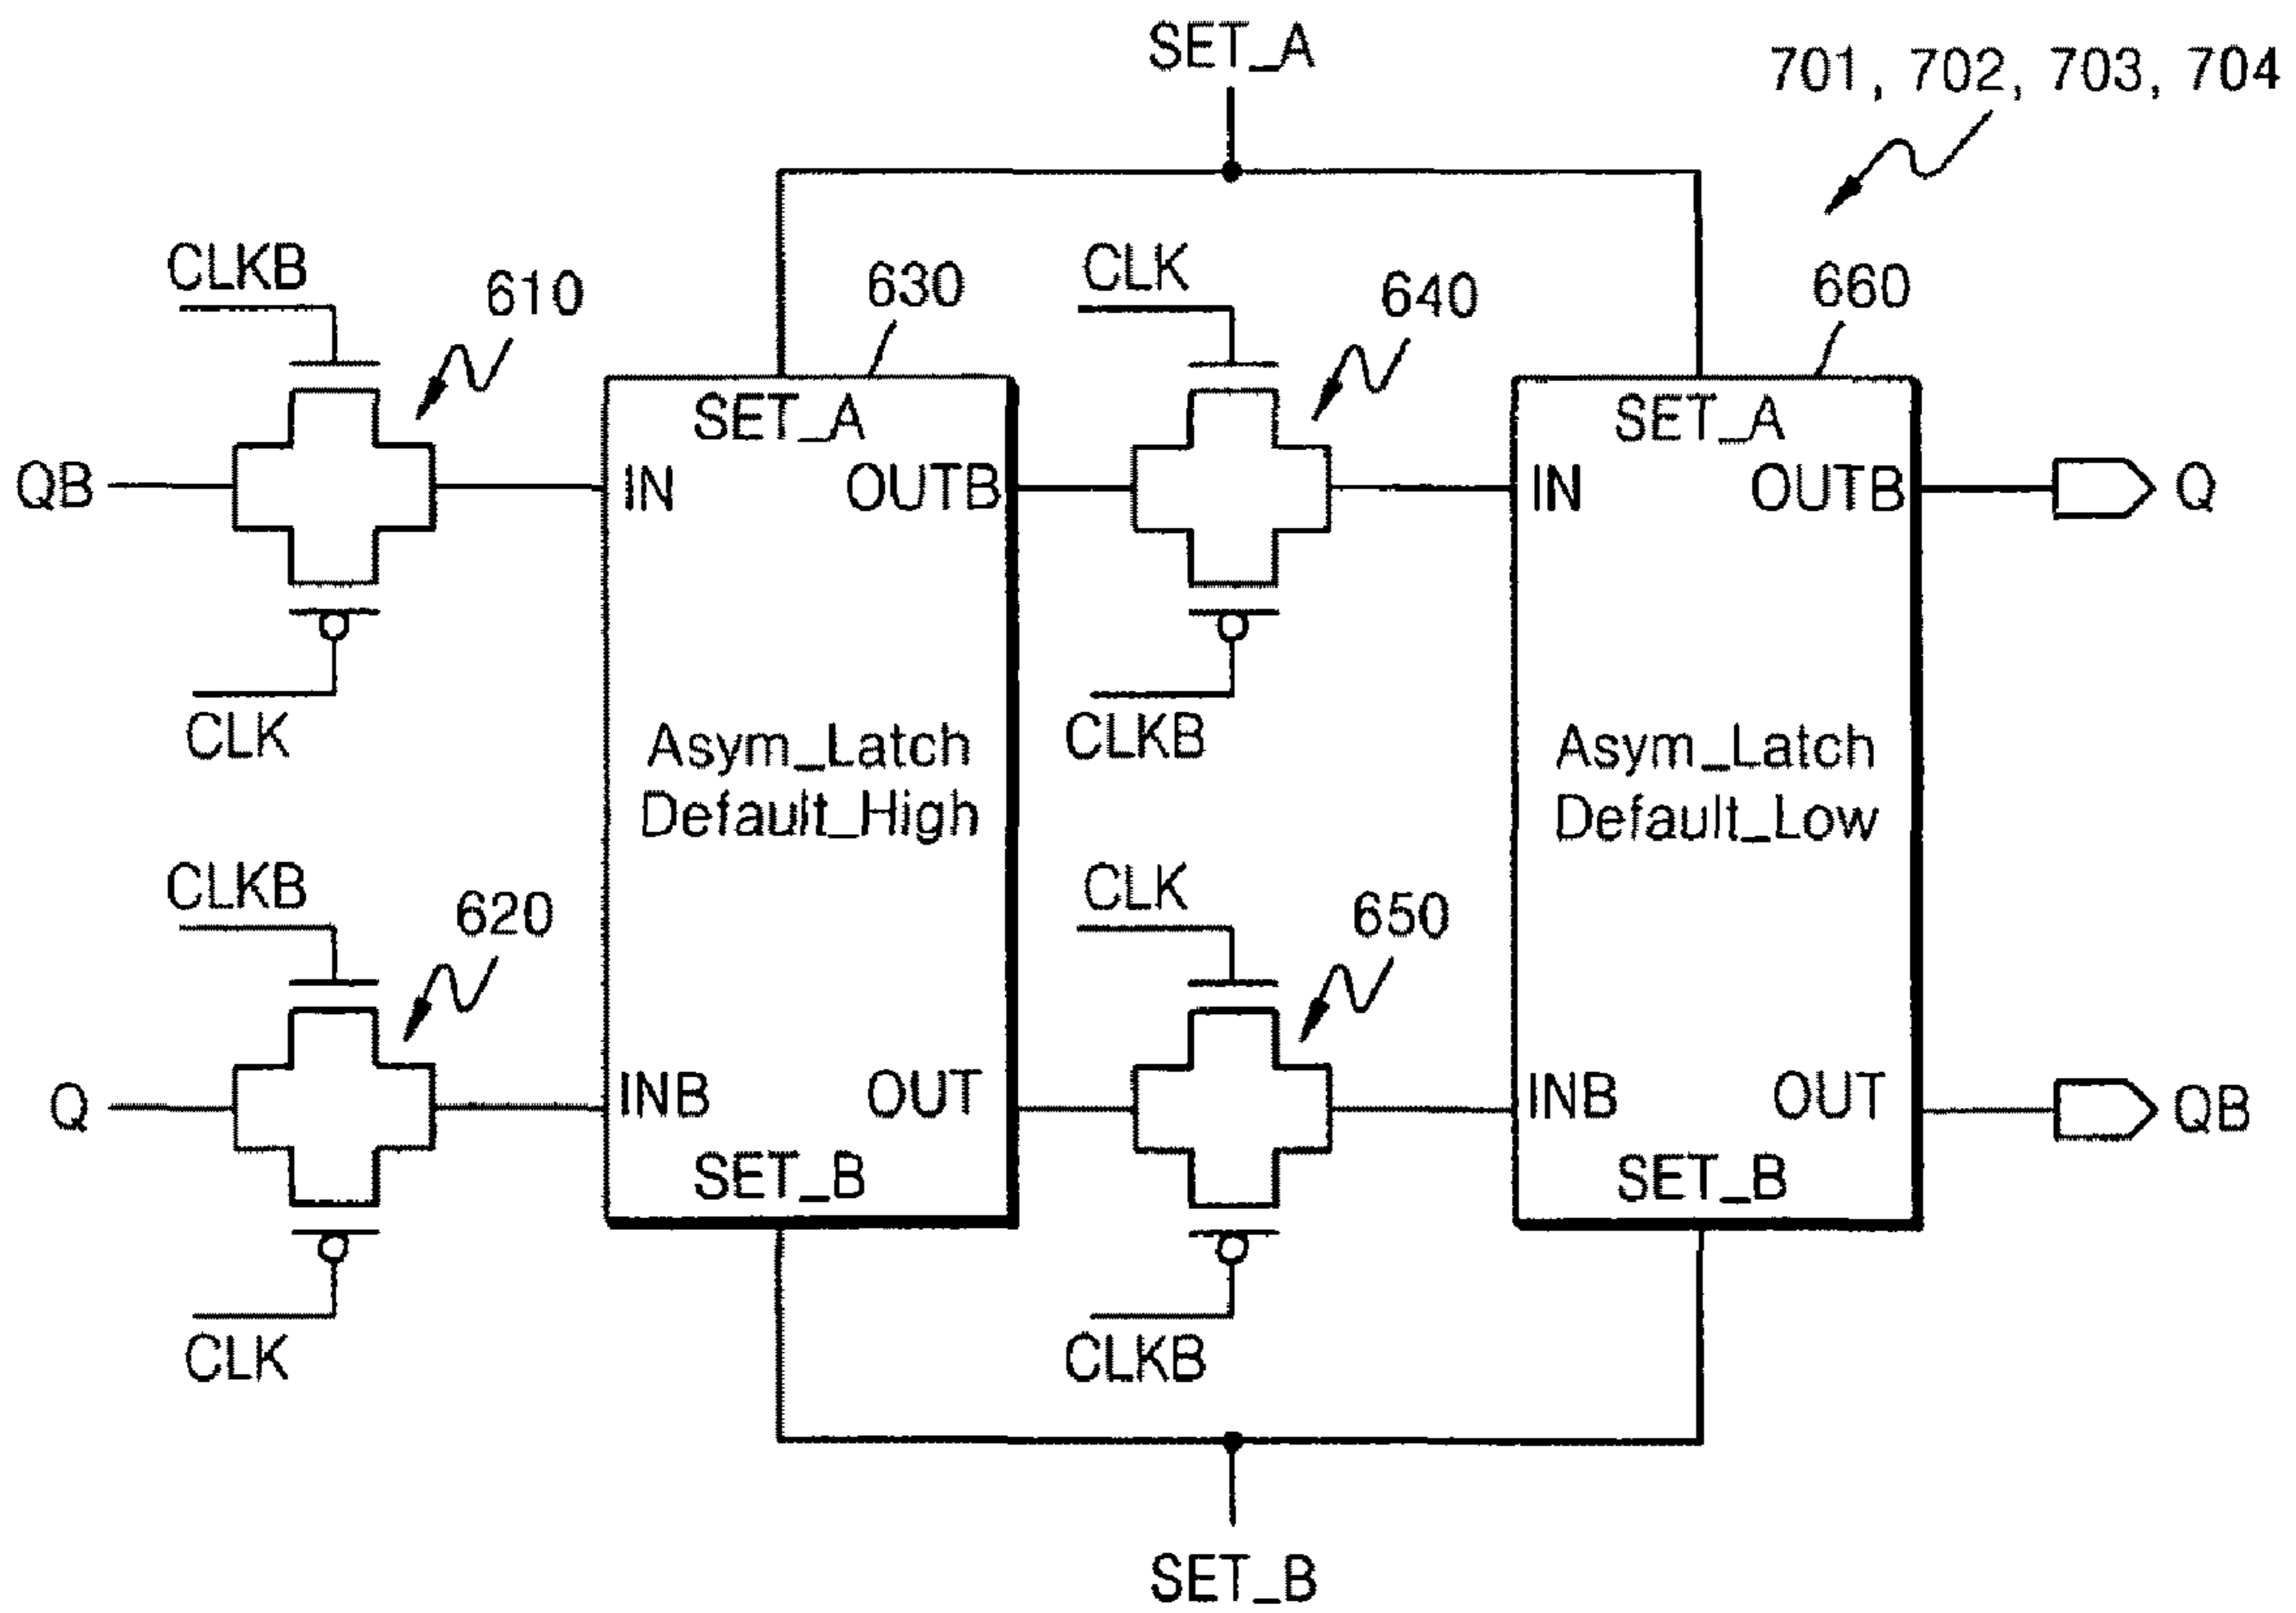 SET_A
701, 702, 703, 704
CLKB
610
630
CLK
640
660
SET_A
SET_A
QB
IN
OUTB
IN
OUTB
Q
CLK
CLKB
Asym_Latch
Default_High
Asym_Latch
Default_Low
CLKB
620
CLK
650
Q
INB
OUT
INB
OUT
QB
SET_B
SET_B
CLK
CLKB
SET_B